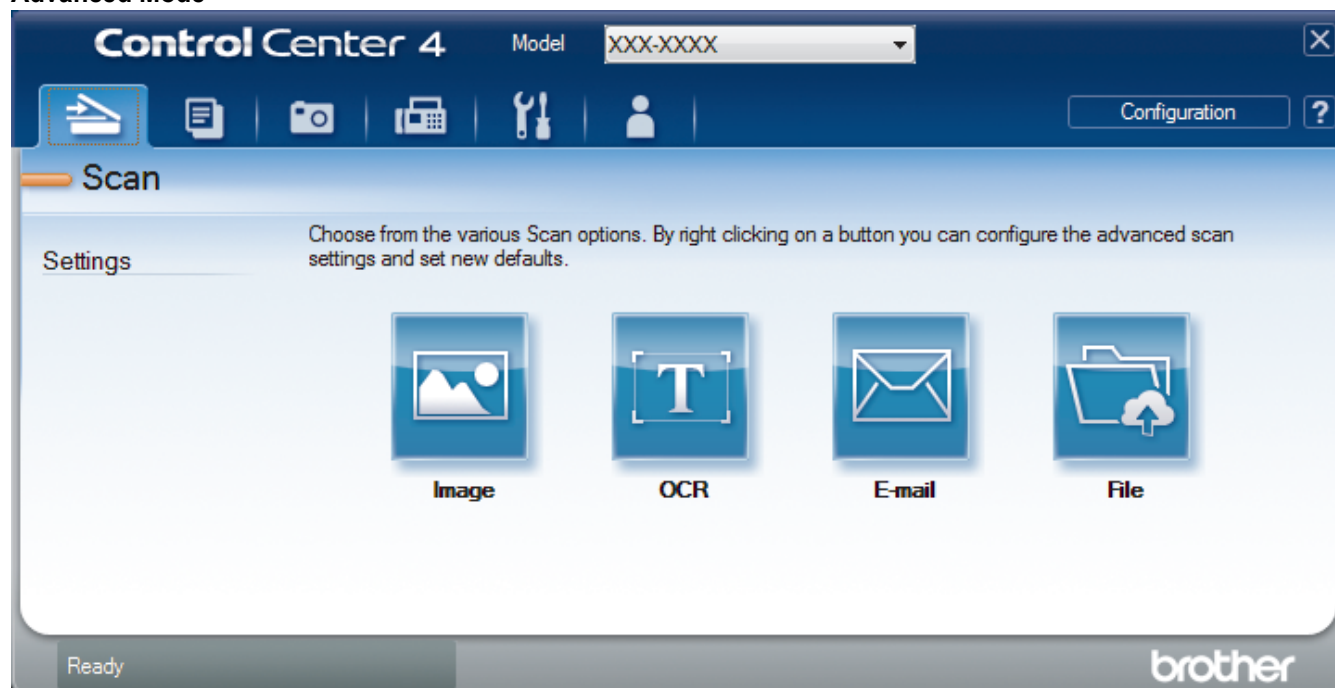 Advanced Mode
ControlCenter 4 Model XXX-XXXX X
Configuration ?
Scan
Settings
Choose from the various Scan options. By right clicking on a button you can configure the advanced scan
settings and set new defaults.
T
Image OCR E-mail File
Ready
brother